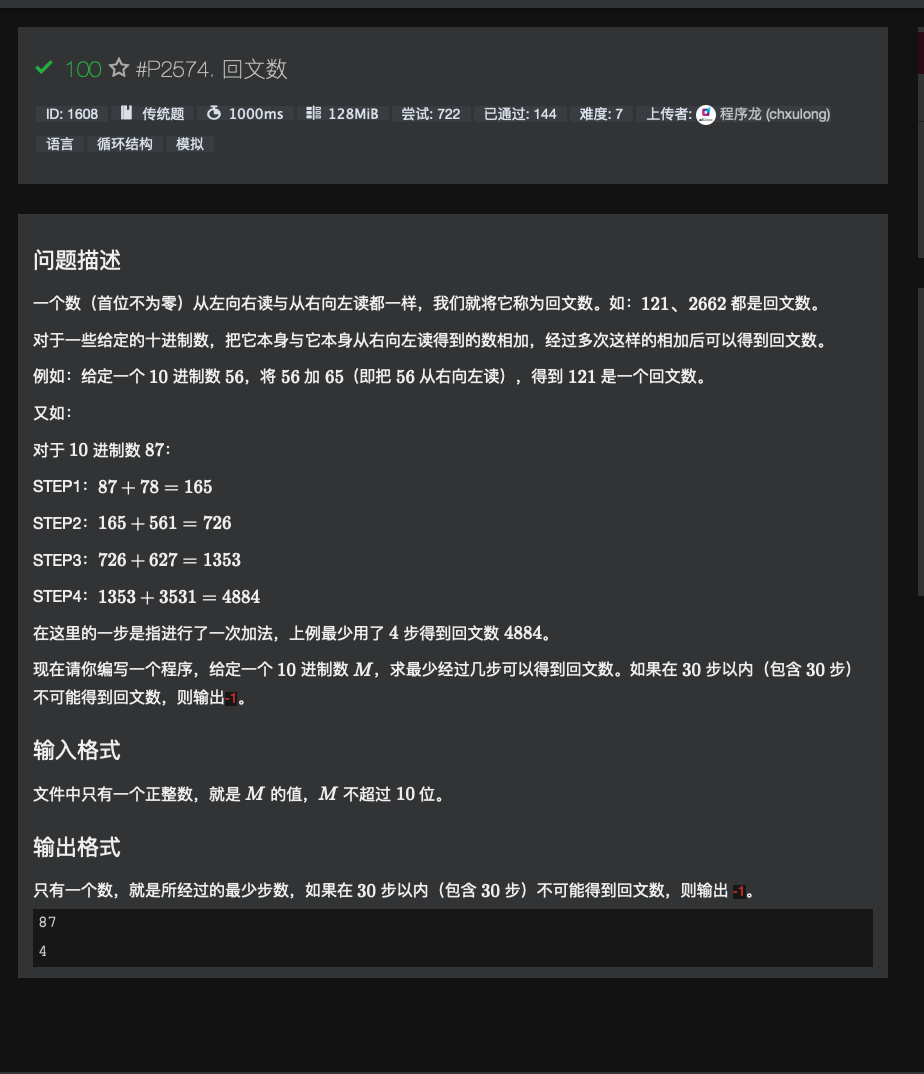 100 #P2574. 回文数
ID: 1608 传统题 1000ms 128MiB 尝试: 722 已通过: 144 难度: 7 上传者: 程序龙 (chxulong)
语言 循环结构 模拟
问题描述
一个数（首位不为零）从左向右读与从右向左读都一样，我们就将它称为回文数。如：121、2662 都是回文数。
对于一些给定的十进制数，把它本身与它本身从右向左读得到的数相加，经过多次这样的相加后可以得到回文数。
例如：给定一个 10 进制数 56，将 56 加 65（即把 56 从右向左读），得到 121 是一个回文数。
又如：
对于 10 进制数 87：
STEP1：87 + 78 = 165
STEP2：165 + 561 = 726
STEP3：726 + 627 = 1353
STEP4：1353 + 3531 = 4884
在这里的一步是指进行了一次加法，上例最少用了 4 步得到回文数 4884。
现在请你编写一个程序，给定一个 10 进制数 M，求最少经过几步可以得到回文数。如果在 30 步以内（包含 30 步）
不可能得到回文数，则输出-1。
输入格式
文件中只有一个正整数，就是 M 的值，M 不超过 10 位。
输出格式
只有一个数，就是所经过的最少步数，如果在 30 步以内（包含 30 步）不可能得到回文数，则输出 -1。
87
4